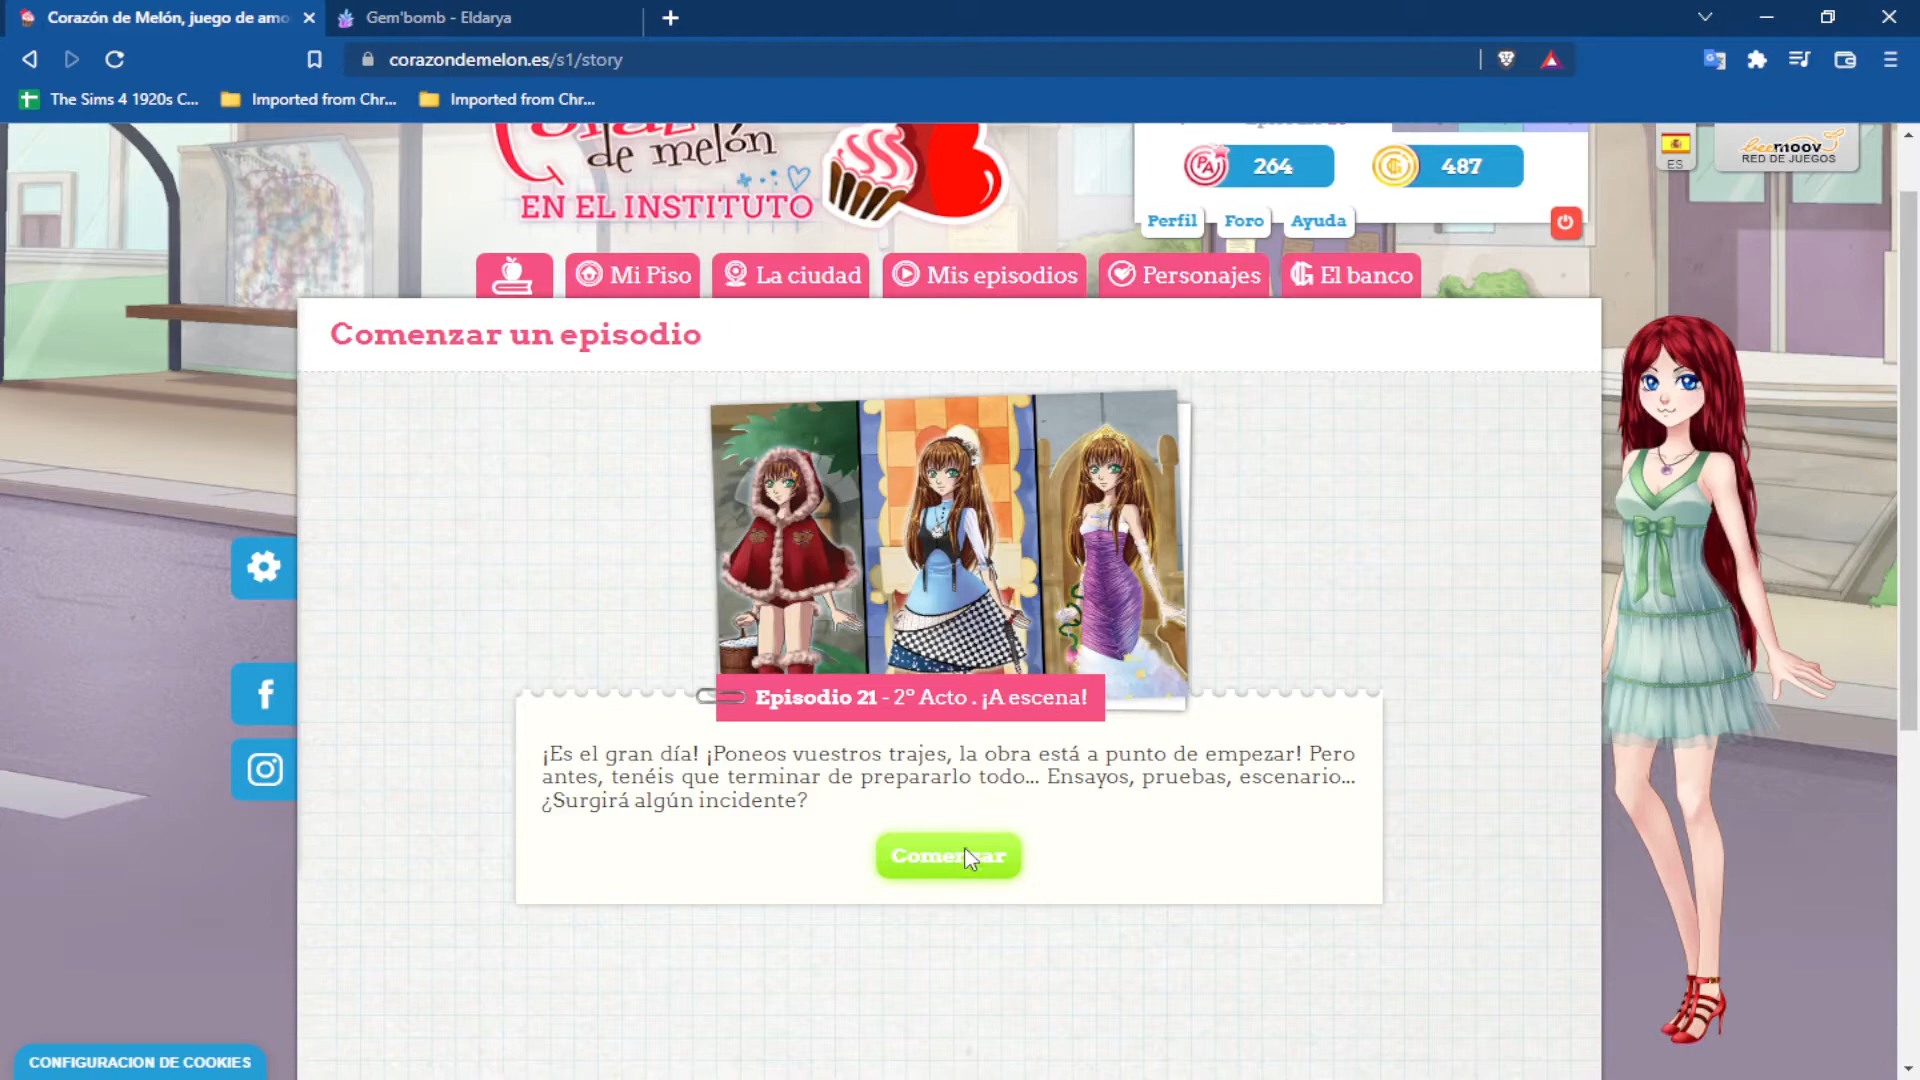 Corazón de Melón, juego de amo
Gem'bomb - Eldarya
corazondemelon.es/s1/story
The Sims 4 1920s C...
Imported from Chr...
Imported from Chr...
de melón
EN EL INSTITUTO
PA
264
487
ES
beemoov
RED DE JUEGOS
Perfil
Foro
Ayuda
Mi Piso
La ciudad
Mis episodios
Personajes
El banco
Comenzar un episodio
Episodio 21 - 2º Acto . ¡A escena!
¡Es el gran día! ¡Poneos vuestros trajes, la obra está a punto de empezar! Pero
antes, tenéis que terminar de prepararlo todo... Ensayos, pruebas, escenario...
¿Surgirá algún incidente?
Comenzar
CONFIGURACION DE COOKIES